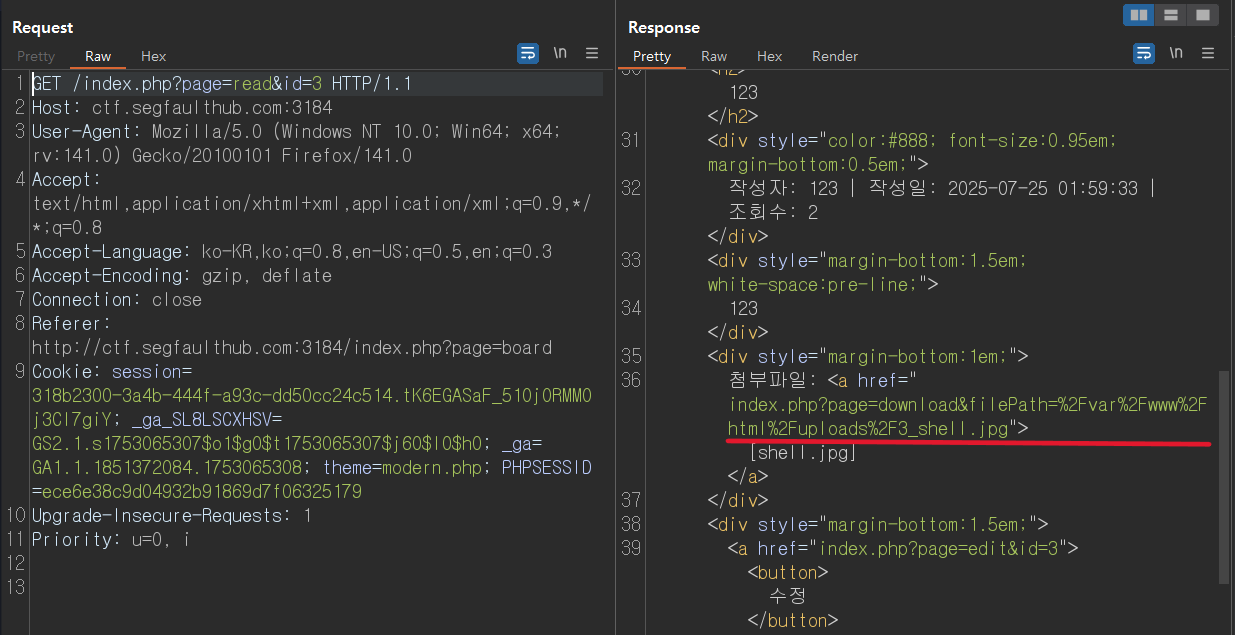 Request
Pretty Raw Hex \n
1 GET /index.php?page=read&id=3 HTTP/1.1
2 Host: ctf.segfaulthub.com:3184
3 User-Agent: Mozilla/5.0 (Windows NT 10.0; Win64; x64;
rv:141.0) Gecko/20100101 Firefox/141.0
4 Accept:
text/html,application/xhtml+xml,application/xml;q=0.9,*/
*;q=0.8
5 Accept-Language: ko-KR,ko;q=0.8,en-US;q=0.5,en;q=0.3
6 Accept-Encoding: gzip, deflate
7 Connection: close
8 Referer:
http://ctf.segfaulthub.com:3184/index.php?page=board
9 Cookie: session=
318b2300-3a4b-444f-a93c-dd50cc24c514.tK6EGASaF_510j0RMM0
j3Cl7giY; _ga_SL8LSCXHSV=
GS2.1.s1753065307$o1$g0$t1753065307$j60$l0$h0; _ga=
GA1.1.1851372084.1753065308; theme=modern.php; PHPSESSID
=ece6e38c9d04932b91869d7f06325179
10 Upgrade-Insecure-Requests: 1
11 Priority: u=0, i
12
13
Response
Pretty Raw Hex Render \n
30 <h2>
123
</h2>
31 <div style="color:#888; font-size:0.95em;
margin-bottom:0.5em;">
32 작성자: 123 | 작성일: 2025-07-25 01:59:33 |
조회수: 2
</div>
33 <div style="margin-bottom:1.5em;
white-space:pre-line;">
34 123
</div>
35 <div style="margin-bottom:1em;">
36 첨부파일: <a href="
index.php?page=download&filePath=%2Fvar%2Fwww%2F
html%2Fuploads%2F3_shell.jpg">
[shell.jpg]
</a>
37 </div>
38 <div style="margin-bottom:1.5em;">
39 <a href="index.php?page=edit&id=3">
<button>
수정
</button>